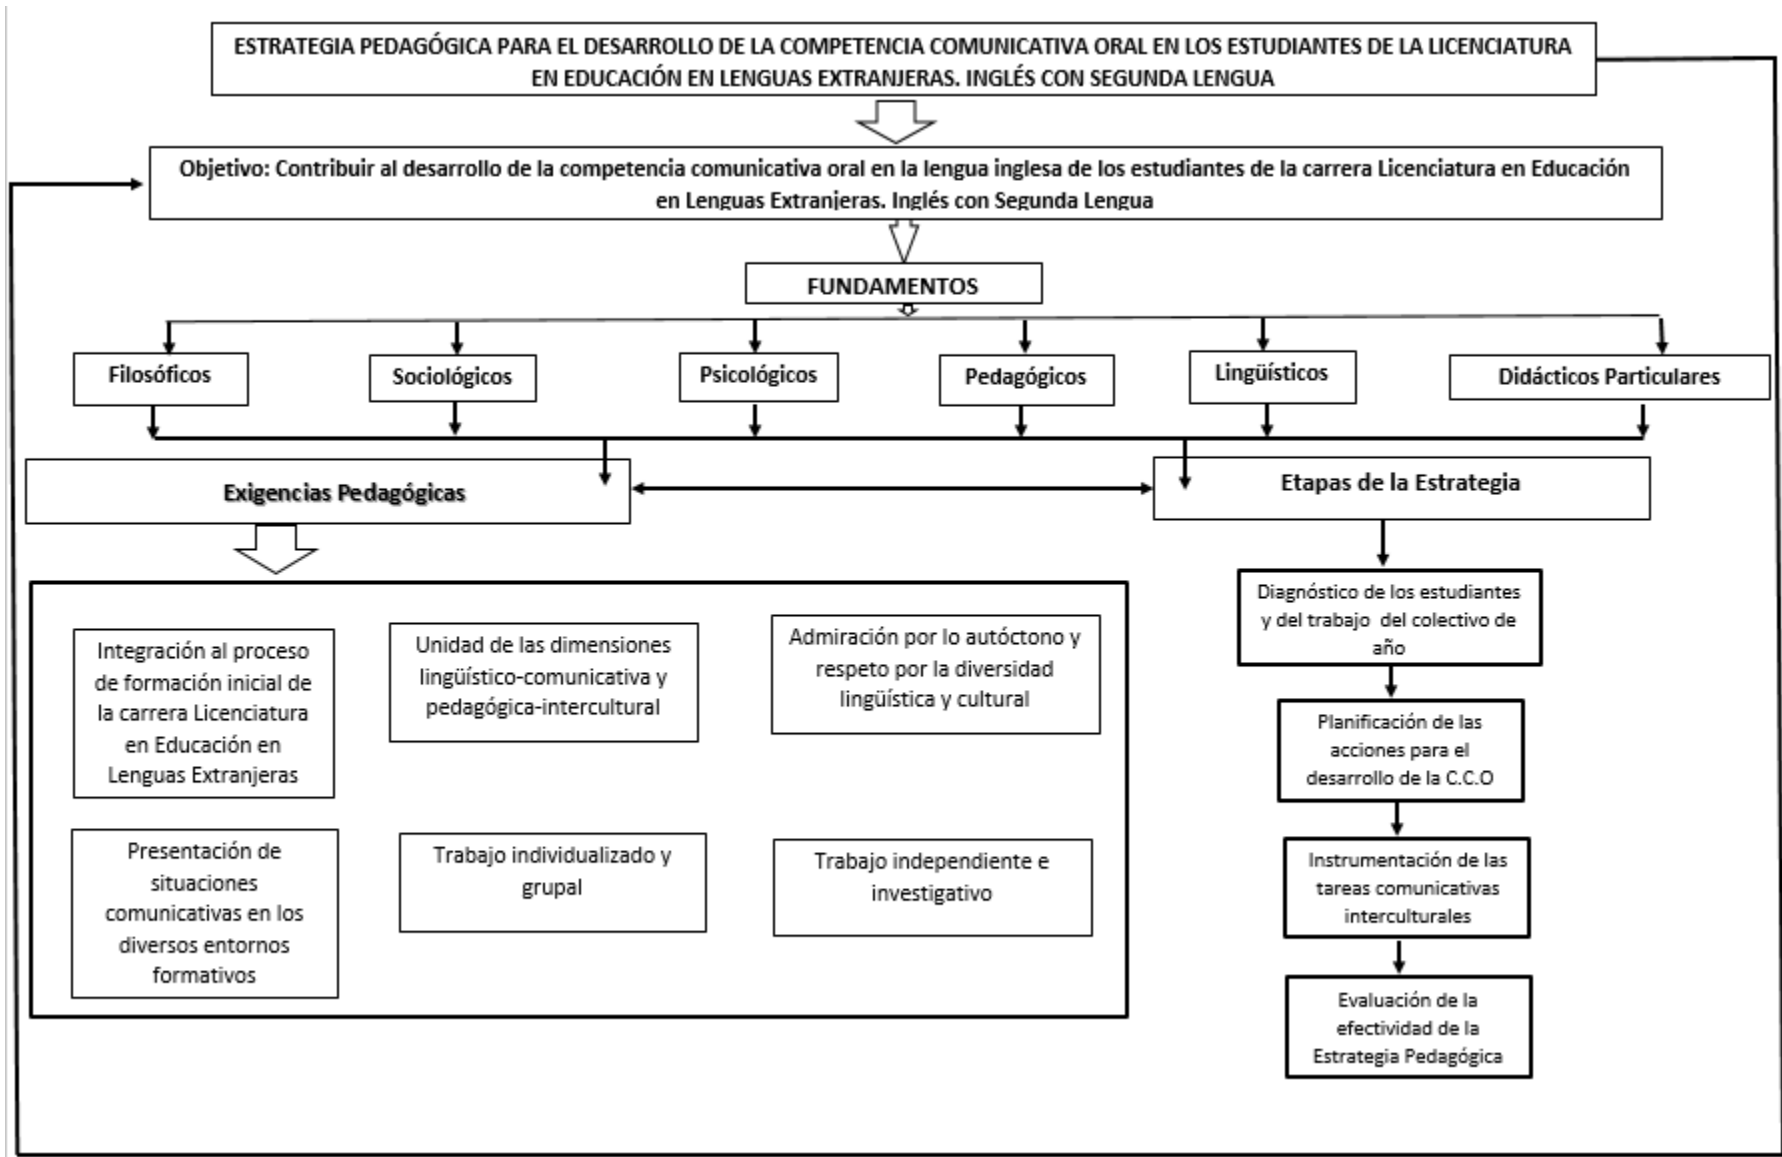 ESTRATEGIA PEDAGÓGICA PARA EL DESARROLLO DE LA COMPETENCIA COMUNICATIVA ORAL EN LOS ESTUDIANTES DE LA LICENCIATURA
EN EDUCACIÓN EN LENGUAS EXTRANJERAS. INGLÉS CON SEGUNDA LENGUA
Objetivo: Contribuir al desarrollo de la competencia comunicativa oral en la lengua inglesa de los estudiantes de la carrera Licenciatura en Educación
en Lenguas Extranjeras. Inglés con Segunda Lengua
FUNDAMENTOS
Filosóficos
Sociológicos
Psicológicos
Pedagógicos
Lingüísticos
Didácticos Particulares
Exigencias Pedagógicas
Etapas de la Estrategia
Integración al proceso
de formación inicial de
la carrera Licenciatura
en Educación en
Lenguas Extranjeras
Unidad de las dimensiones
lingüístico-comunicativa y
pedagógica-intercultural
Admiración por lo autóctono y
respeto por la diversidad
lingüística y cultural
Presentación de
situaciones
comunicativas en los
diversos entornos
formativos
Trabajo individualizado y
grupal
Trabajo independiente e
investigativo
Diagnóstico de los estudiantes
y del trabajo del colectivo de
año
Planificación de las
acciones para el
desarrollo de la C.C.O
Instrumentación de las
tareas comunicativas
interculturales
Evaluación de la
efectividad de la
Estrategia Pedagógica